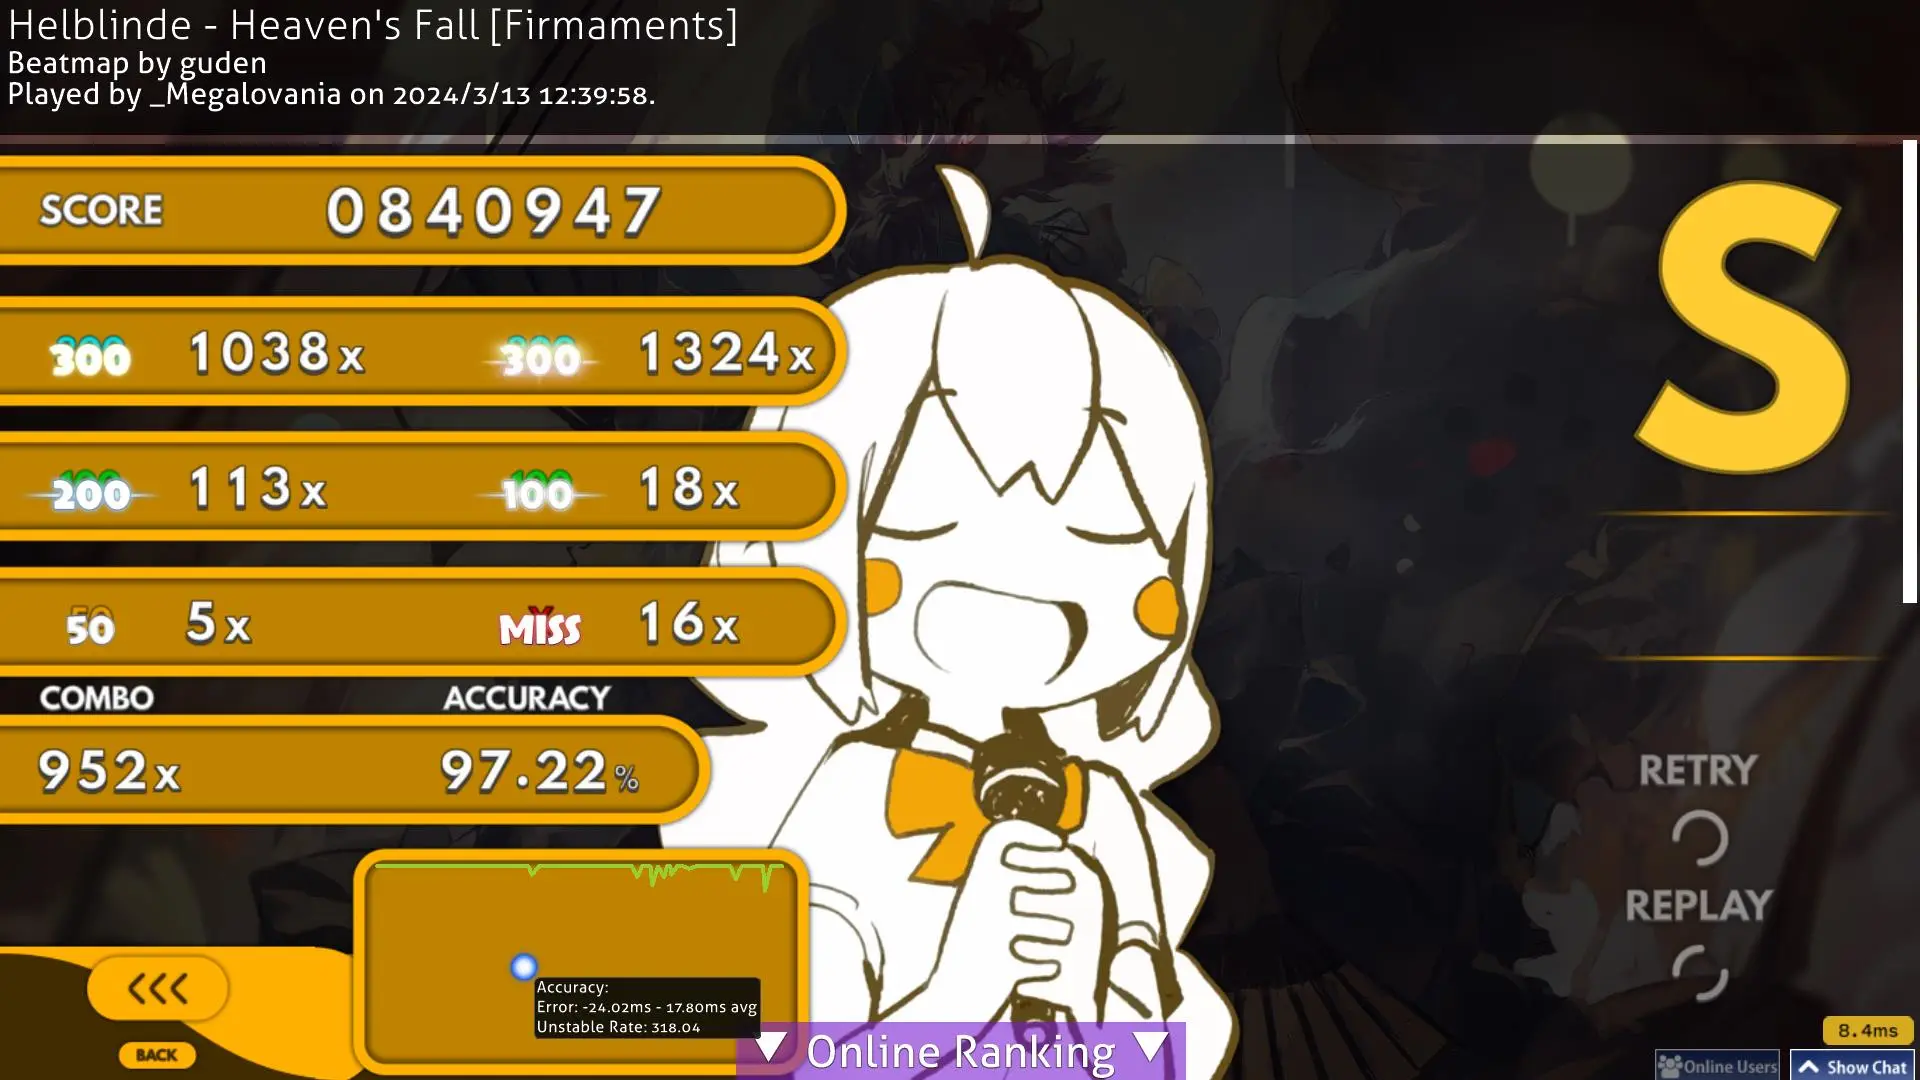 Helblinde - Heaven's Fall [Firmaments]
Beatmap by guden
Played by _Megalovania on 2024/3/13 12:39:58.
SCORE 0840947
300 1038x 300 1324x
200 113x 100 18x
50 5x MISS 16x
COMBO ACCURACY
952x 97.22%
RETRY
REPLAY
Accuracy:
Error: -24.02ms - 17.80ms avg
Unstable Rate: 318.04
BACK
Online Ranking
8.4ms
Online Users Show Chat
S